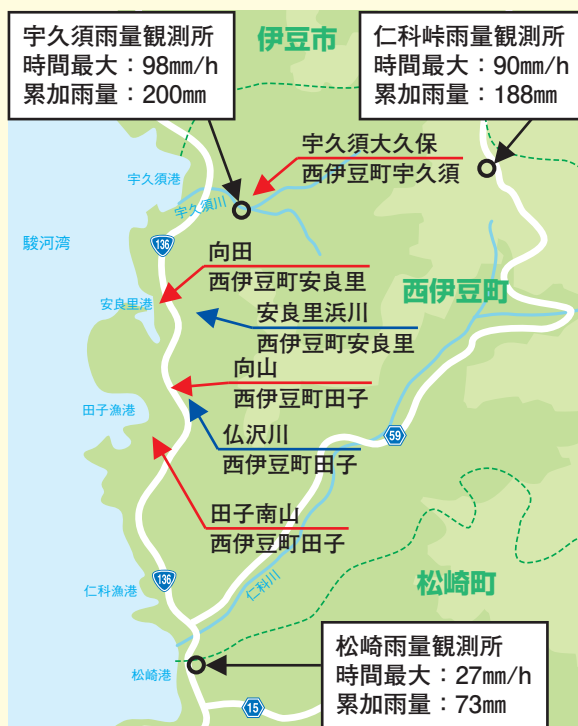 宇久須雨量観測所
時間最大：98mm/h
累加雨量：200mm
伊豆市
仁科峠雨量観測所
時間最大：90mm/h
累加雨量：188mm
宇久須大久保
西伊豆町宇久須
宇久須港
宇久須川
駿河湾
136
向田
西伊豆町安良里
西伊豆町
安良里港
安良里浜川
西伊豆町安良里
向山
西伊豆町田子
田子漁港
仏沢川
西伊豆町田子
59
田子南山
西伊豆町田子
136
仁科漁港
仁科川
松崎町
松崎雨量観測所
時間最大：27mm/h
累加雨量：73mm
松崎港
15